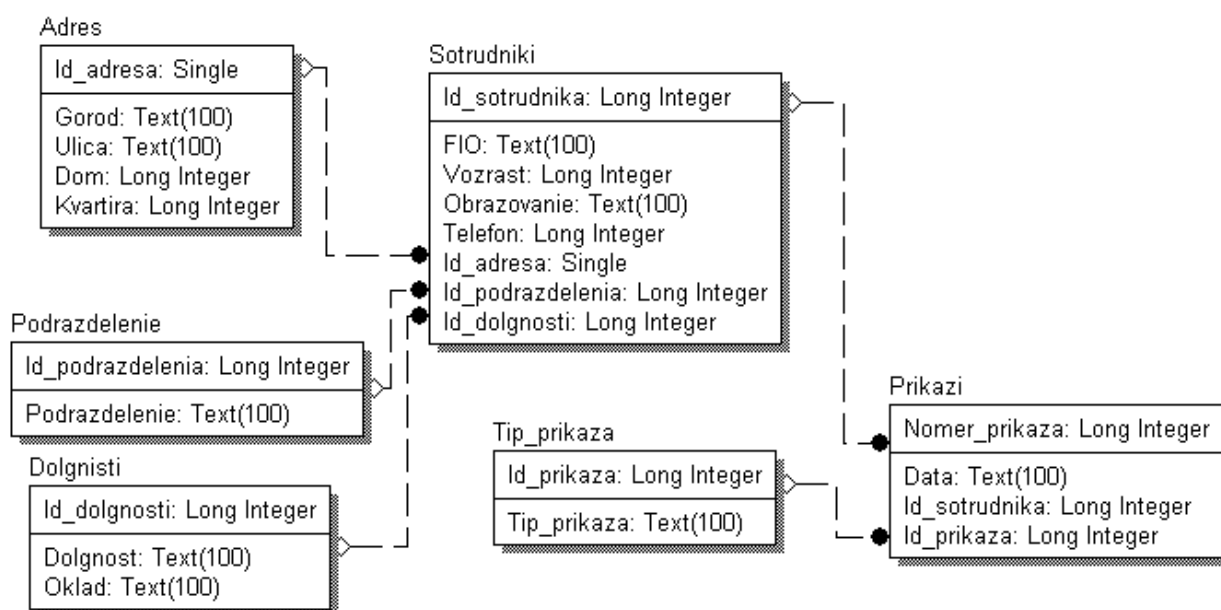 Adres
Id_adresa: Single
Gorod: Text(100)
Ulica: Text(100)
Dom: Long Integer
Kvartira: Long Integer
Sotrudniki
Id_sotrudnika: Long Integer
FIO: Text(100)
Vozrast: Long Integer
Obrazovanie: Text(100)
Telefon: Long Integer
Id_adresa: Single
Id_podrazdelenia: Long Integer
Id_dolgnosti: Long Integer
Podrazdelenie
Id_podrazdelenia: Long Integer
Podrazdelenie: Text(100)
Dolgnisti
Id_dolgnosti: Long Integer
Dolgnost: Text(100)
Oklad: Text(100)
Tip_prikaza
Id_prikaza: Long Integer
Tip_prikaza: Text(100)
Prikazi
Nomer_prikaza: Long Integer
Data: Text(100)
Id_sotrudnika: Long Integer
Id_prikaza: Long Integer